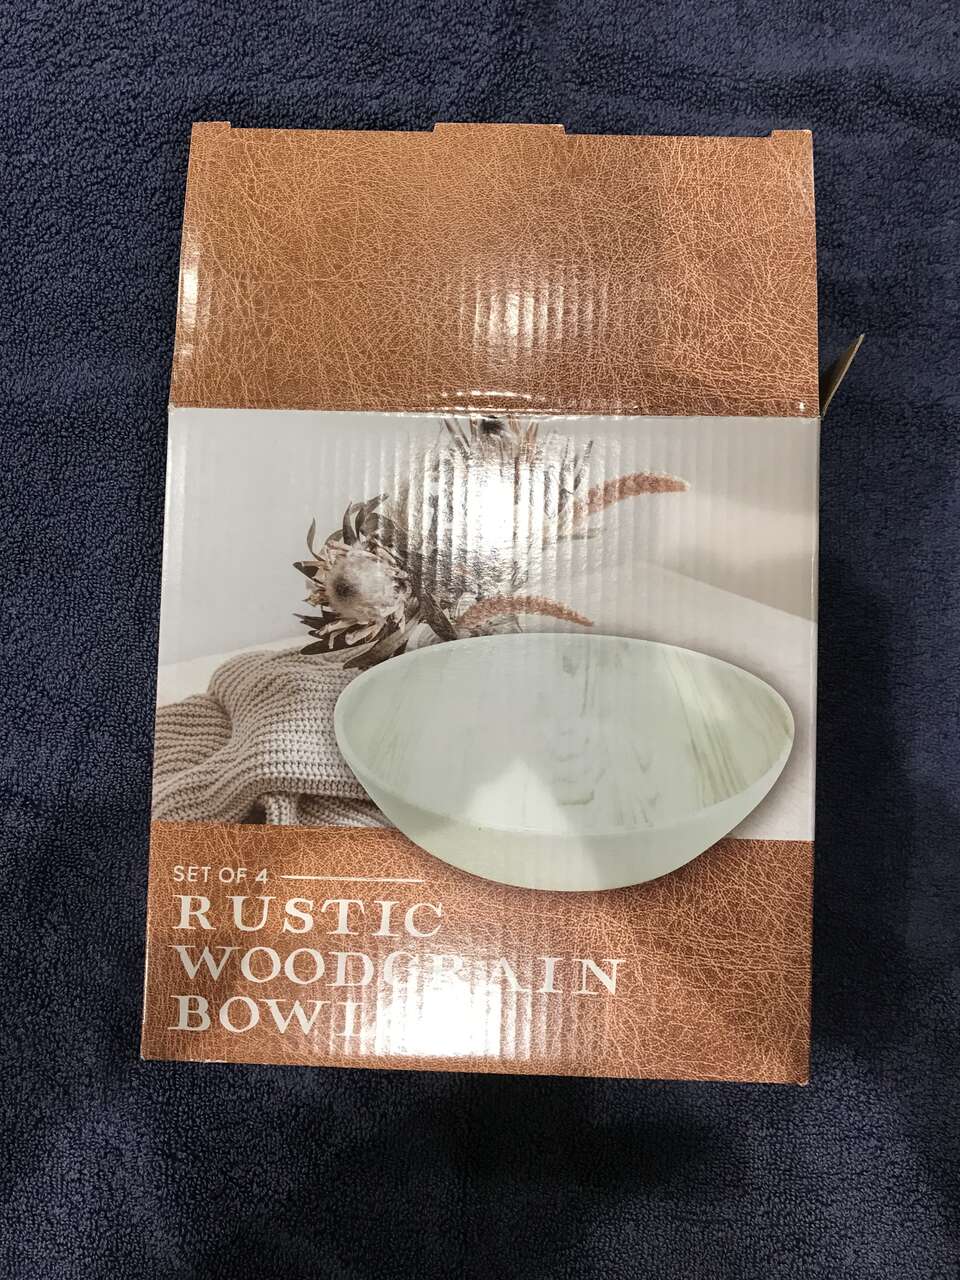 SET OF 4
RUSTIC
WOODGRAIN
BOWL